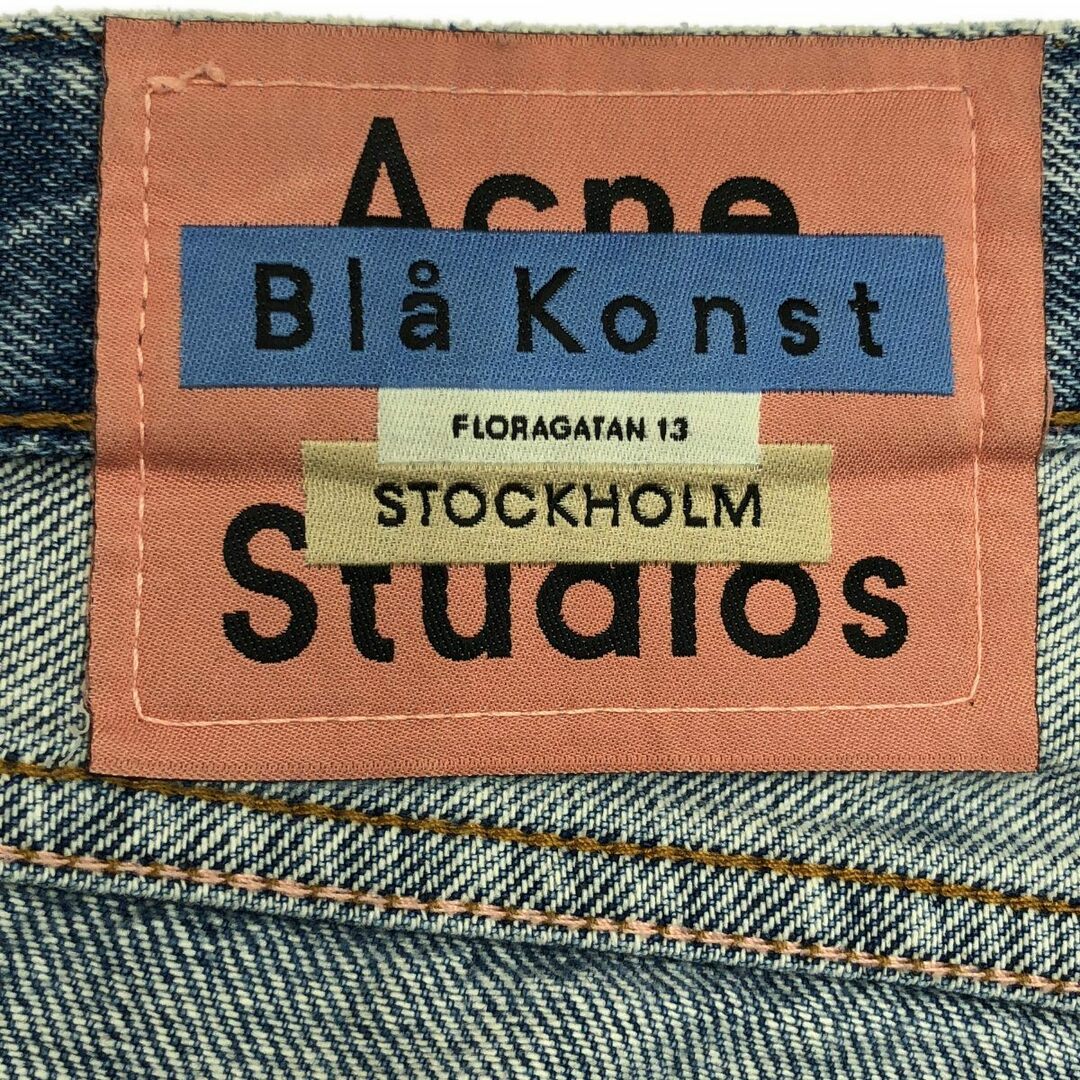 Acne
Blå Konst
FLORAGATAN 13
STOCKHOLM
Studios